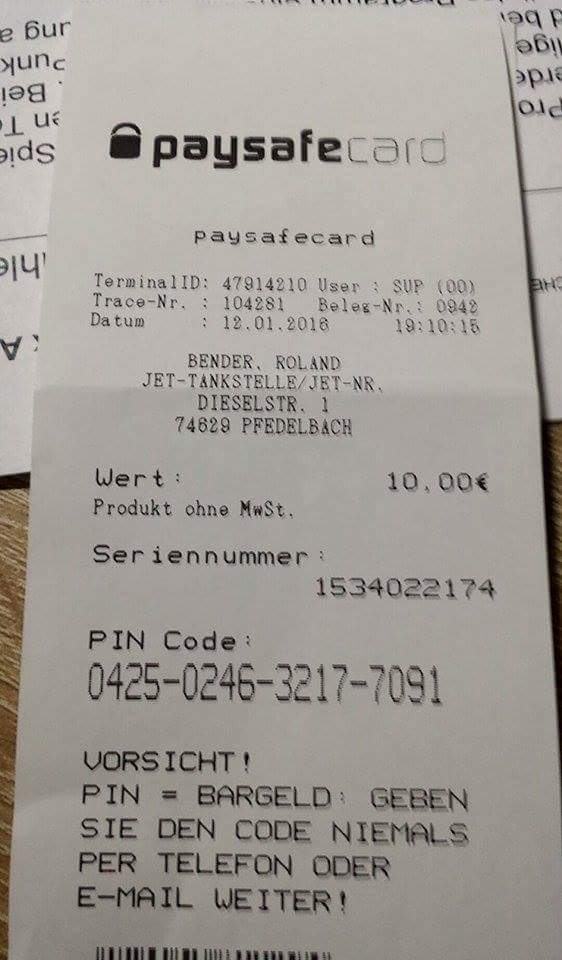 paysafecard
paysafecard
TerminalID: 47914210 User : SUP (00)
Trace-Nr. : 104281 Beleg-Nr.: 0942
Datum : 12.01.2016 19:10:15
BENDER, ROLAND
JET-TANKSTELLE/JET-NR.
DIESELSTR. 1
74629 PFEDELBACH
Wert: 10,00€
Produkt ohne MwSt.
Seriennummer:
1534022174
PIN Code:
0425-0246-3217-7091
VORSICHT!
PIN = BARGELD: GEBEN
SIE DEN CODE NIEMALS
PER TELEFON ODER
E-MAIL WEITER!